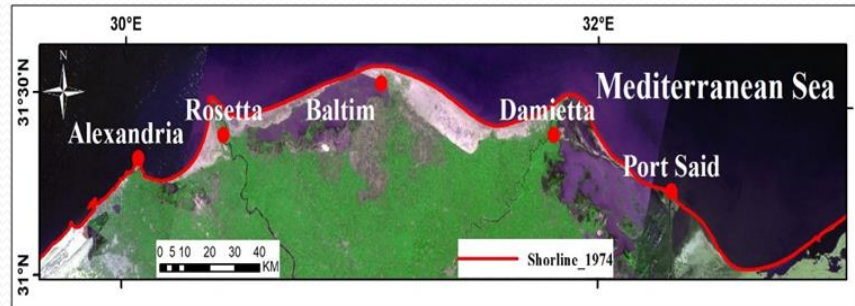 30°E
32°E
N
31°30'N
Mediterranean Sea
Rosetta
Baltim
Damietta
Alexandria
Port Said
0 5 10 20 30 40
KM
Shorline_1974
31°N